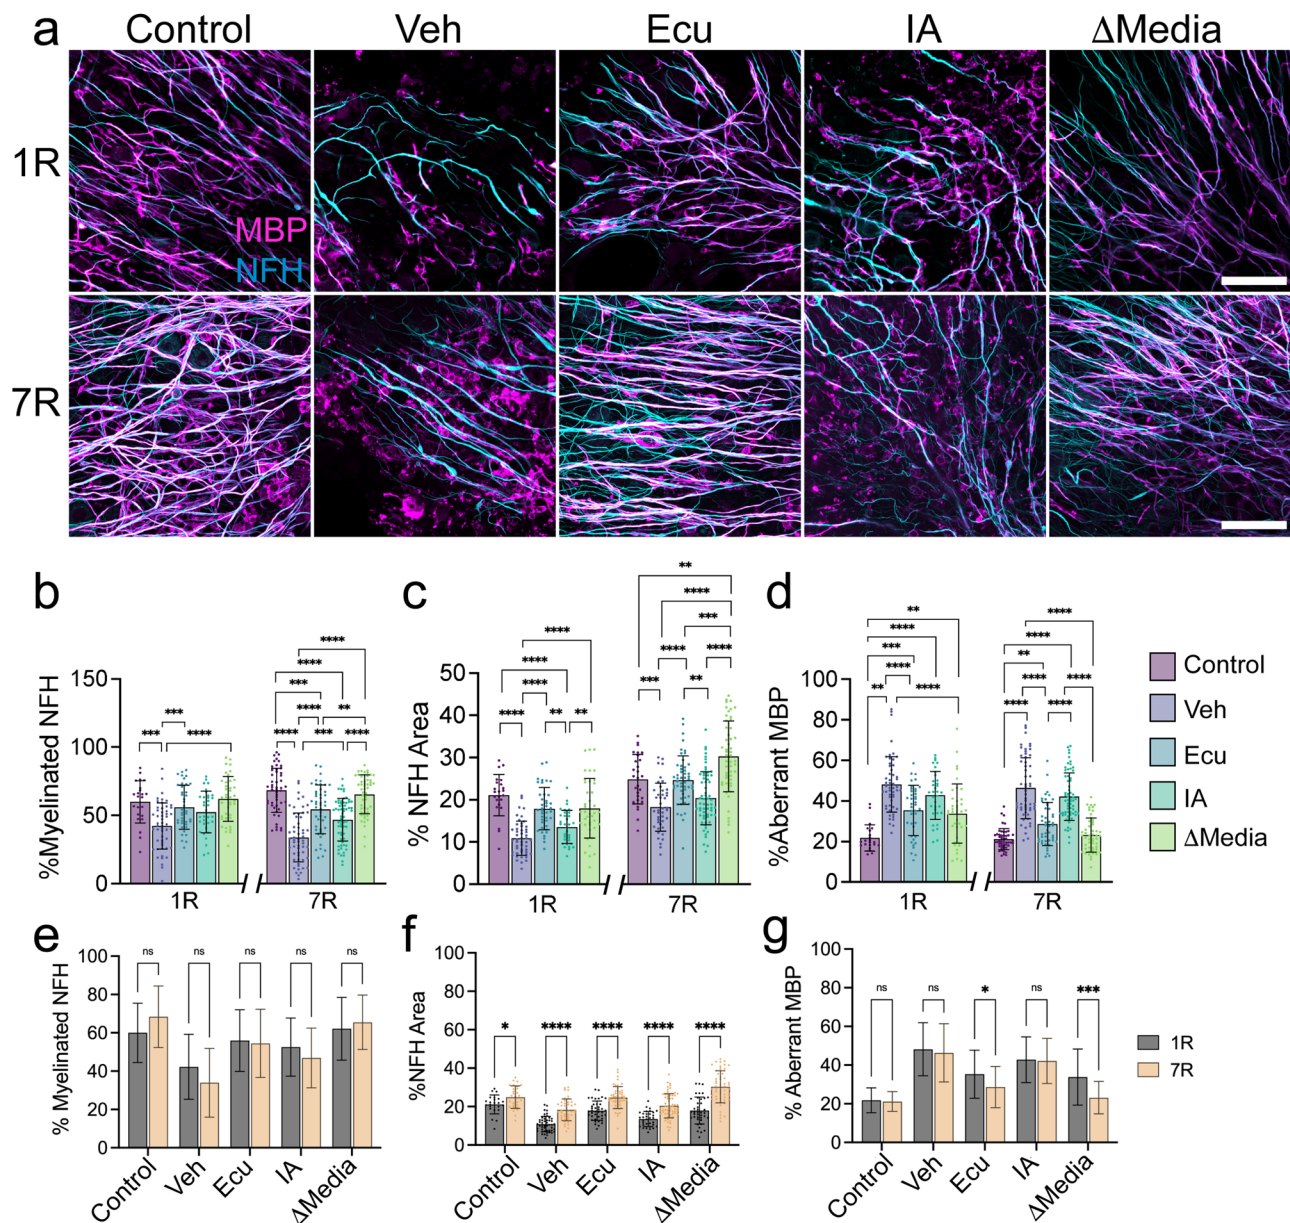 a Control Veh Ecu IA ΔMedia
1R
MBP
NFH
7R
b
%Myelinated NFH
150
100
50
0
**** 
****
***
**** **
**** *** ****
***
*** ****
1R 7R
c
% NFH Area
50
40
30
20
10
0
**
****
***
**** ****
*** **
****
****
****
** **
****
1R 7R
d
%Aberrant MBP
100
80
60
40
20
0
**
****
***
****
** ****
****
****
**
****
**** **** ****
1R 7R
Control
Veh
Ecu
IA
ΔMedia
e
% Myelinated NFH
100
80
60
40
20
0
ns ns ns ns ns
Control Veh Ecu IA ΔMedia
f
%NFH Area
100
80
60
40
20
0
* **** **** **** ****
Control Veh Ecu IA ΔMedia
g
% Aberrant MBP
100
80
60
40
20
0
ns ns * ns ***
Control Veh Ecu IA ΔMedia
1R
7R